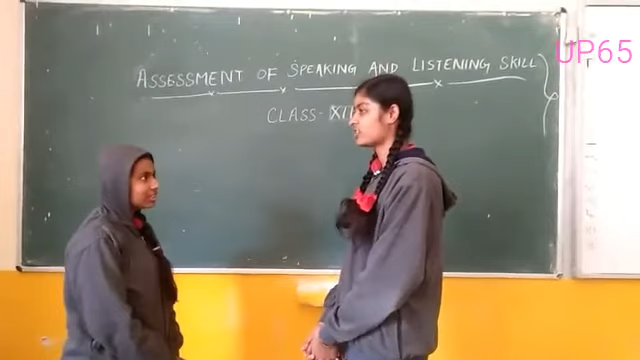 UP65
ASSESSMENT OF SPEAKING AND LISTENING SKILL
CLASS- XII